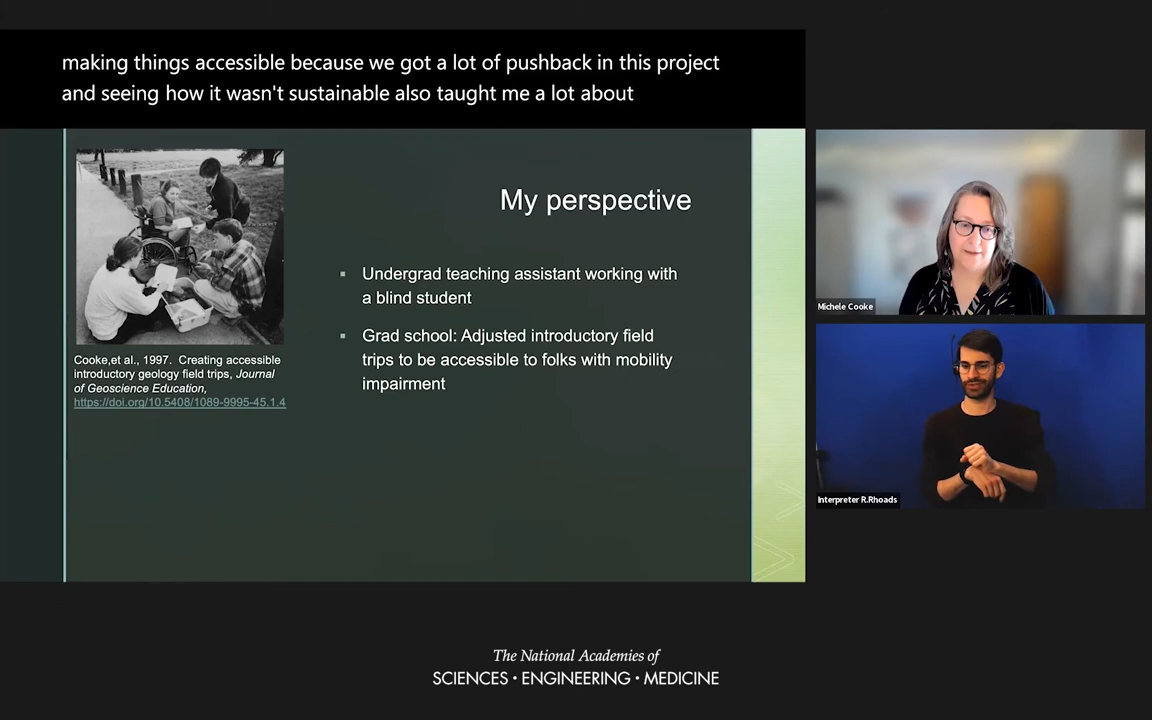 making things accessible because we got a lot of pushback in this project
and seeing how it wasn't sustainable also taught me a lot about
My perspective
▪ Undergrad teaching assistant working with
a blind student
▪ Grad school: Adjusted introductory field
trips to be accessible to folks with mobility
impairment
Cooke,et al., 1997. Creating accessible
introductory geology field trips, Journal
of Geoscience Education,
https://doi.org/10.5408/1089-9995-45.1.4
Michele Cooke
Interpreter R.Rhoads
The National Academies of
SCIENCES · ENGINEERING · MEDICINE